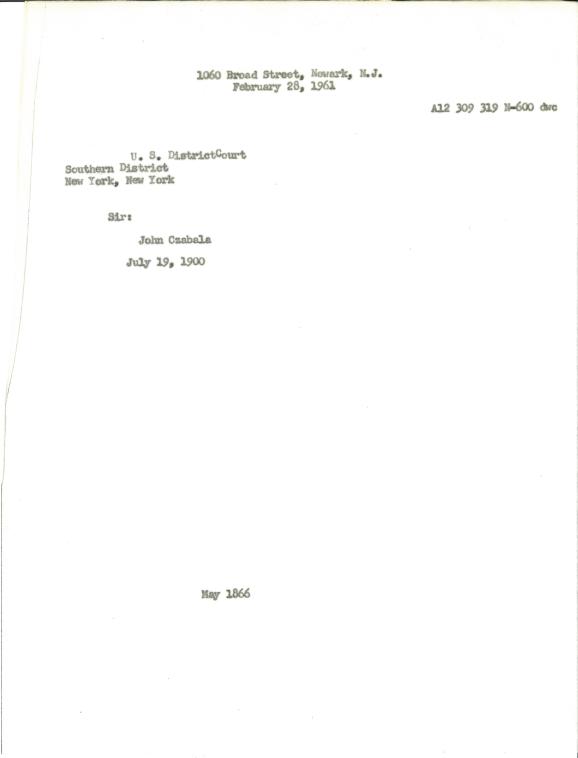 1060 Broad Street, Newark, N.J.
February 28, 1961
A12 309 319 N-600 dwc
U. S. DistrictCourt
Southern District
New York, New York
Sir:
John Czabala
July 19, 1900
May 1866